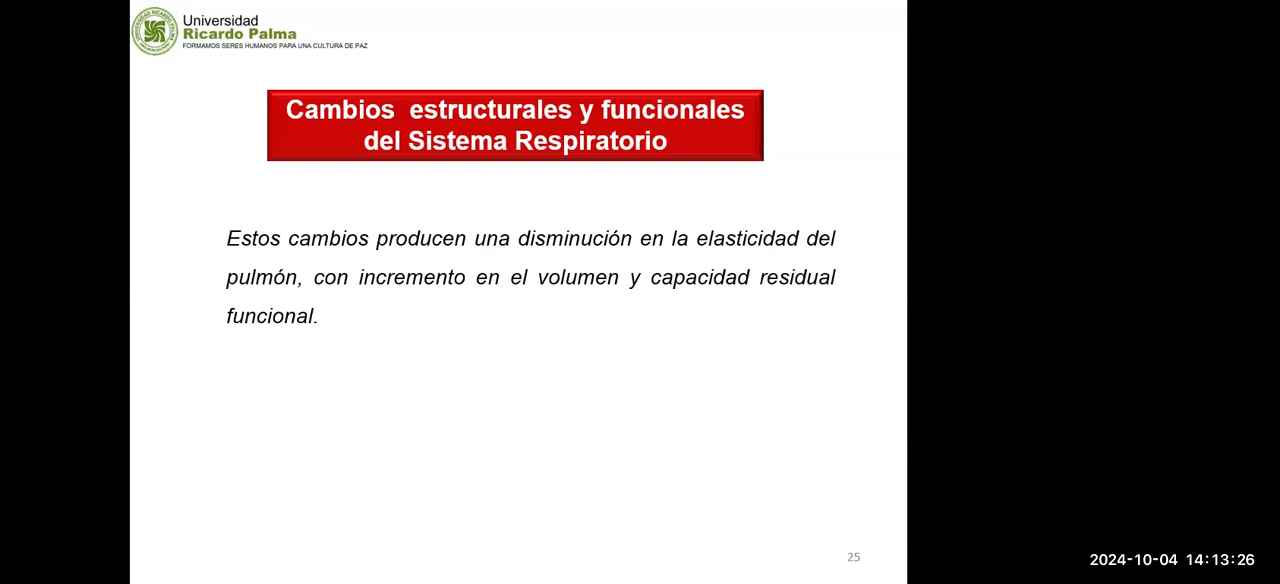 Universidad
Ricardo Palma
FORMAMOS SERES HUMANOS PARA UNA CULTURA DE PAZ
Cambios estructurales y funcionales
del Sistema Respiratorio
Estos cambios producen una disminución en la elasticidad del
pulmón, con incremento en el volumen y capacidad residual
funcional.
25
2024-10-04 14:13:26